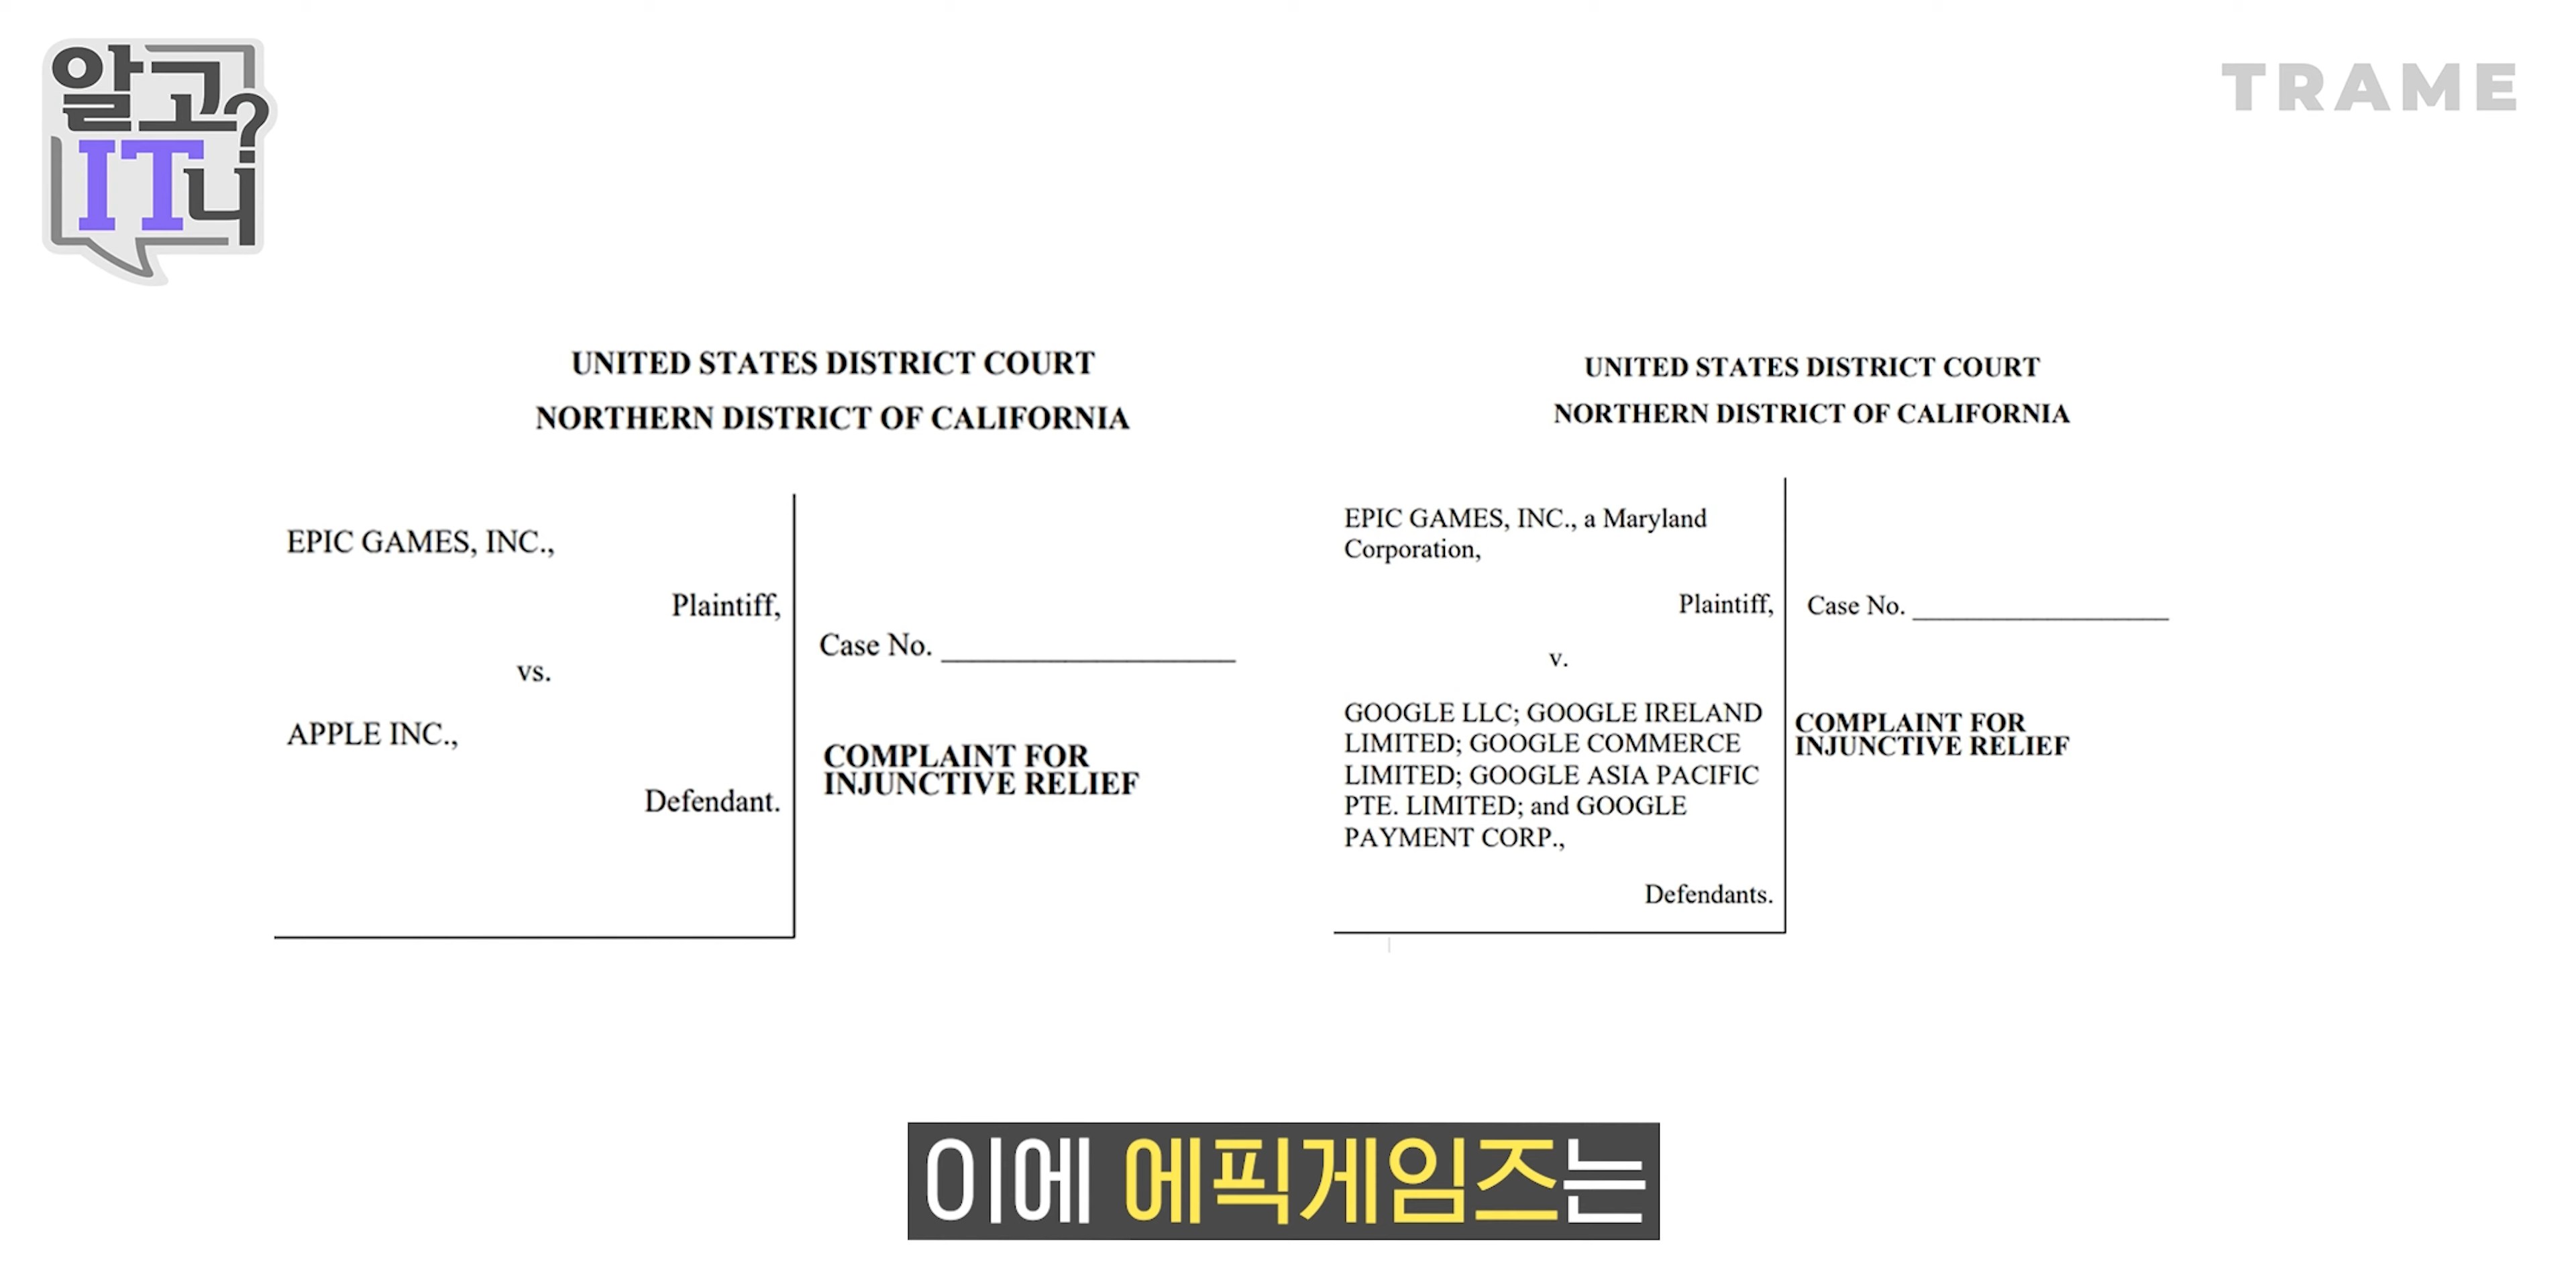 알고?
IT니
TRAME
UNITED STATES DISTRICT COURT
NORTHERN DISTRICT OF CALIFORNIA
EPIC GAMES, INC.,
Plaintiff,
vs.
APPLE INC.,
Defendant.
Case No. ____________________
COMPLAINT FOR
INJUNCTIVE RELIEF
UNITED STATES DISTRICT COURT
NORTHERN DISTRICT OF CALIFORNIA
EPIC GAMES, INC., a Maryland
Corporation,
Plaintiff,
v.
GOOGLE LLC; GOOGLE IRELAND
LIMITED; GOOGLE COMMERCE
LIMITED; GOOGLE ASIA PACIFIC
PTE. LIMITED; and GOOGLE
PAYMENT CORP.,
Defendants.
Case No. ____________________
COMPLAINT FOR
INJUNCTIVE RELIEF
이에 에픽게임즈는